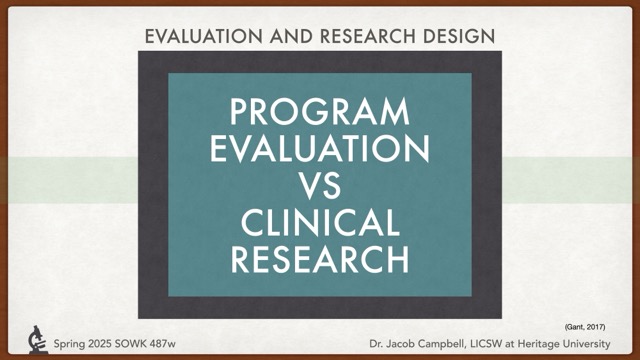 EVALUATION AND RESEARCH DESIGN
PROGRAM
EVALUATION
VS
CLINICAL
RESEARCH
(Gant, 2017)
Spring 2025 SOWK 487w
Dr. Jacob Campbell, LICSW at Heritage University